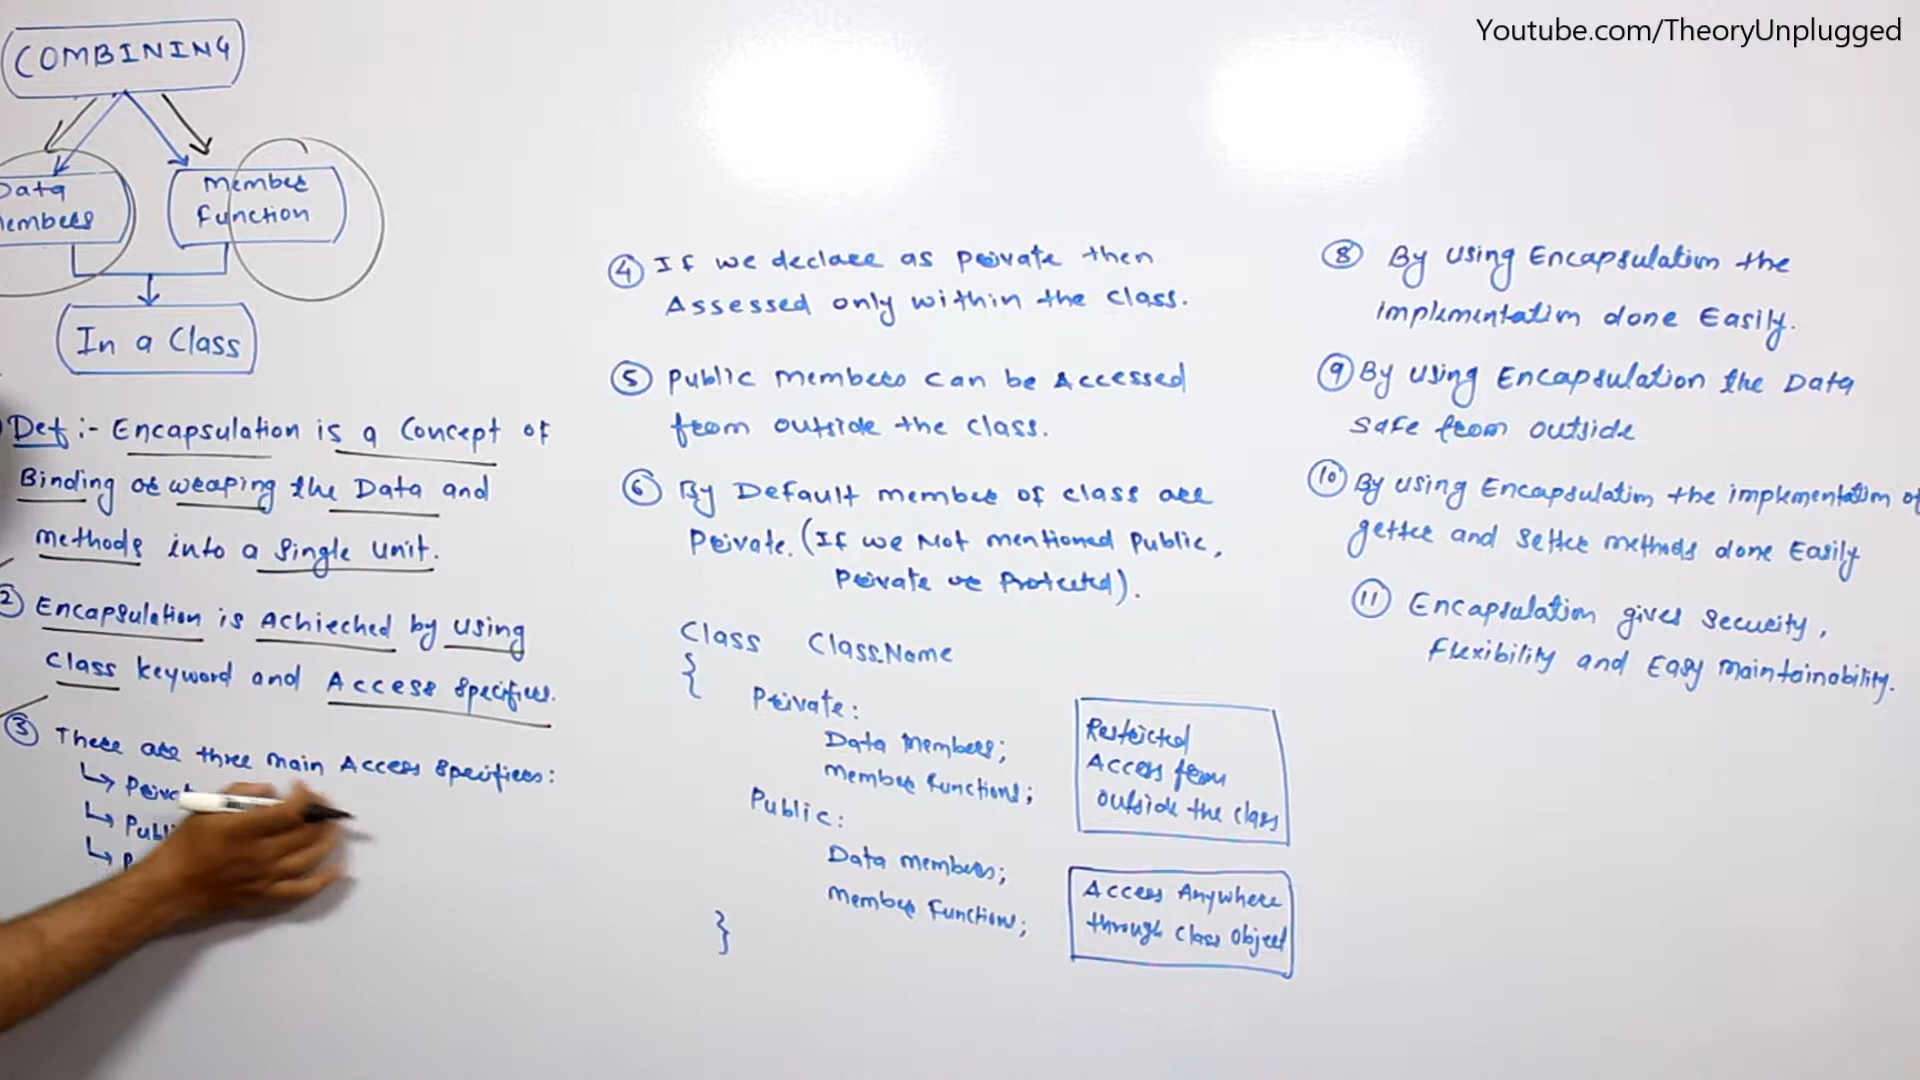 Youtube.com/TheoryUnplugged
COMBINING
Data
Members
Member
Function
In a Class
Def :- Encapsulation is a Concept of
Binding or wraping the Data and
methods into a Single Unit.
② Encapsulation is Achieched by using
Class keyword and Access Specifiers.
③ There are three main Access Specifiers:
↳ Privat
↳ Publi
↳ P
④ If we declare as private then
Assessed only within the class.
⑤ Public Members can be Accessed
from outside the class.
⑥ By Default member of class are
Private. (If we Not mentioned Public,
Private or Protected).
Class ClassName
{
Private:
Data Members;
Member Functions;
Public:
Data members;
Member Functions;
}
Restricted
Access from
outside the class
Access Anywhere
through Class Object
⑧ By using Encapsulation the
implementation done Easily.
⑨ By using Encapsulation the Data
safe from outside
⑩ By using Encapsulation the implementation of
getter and setter methods done Easily
⑪ Encapsulation gives security,
Flexibility and Easy Maintainability.